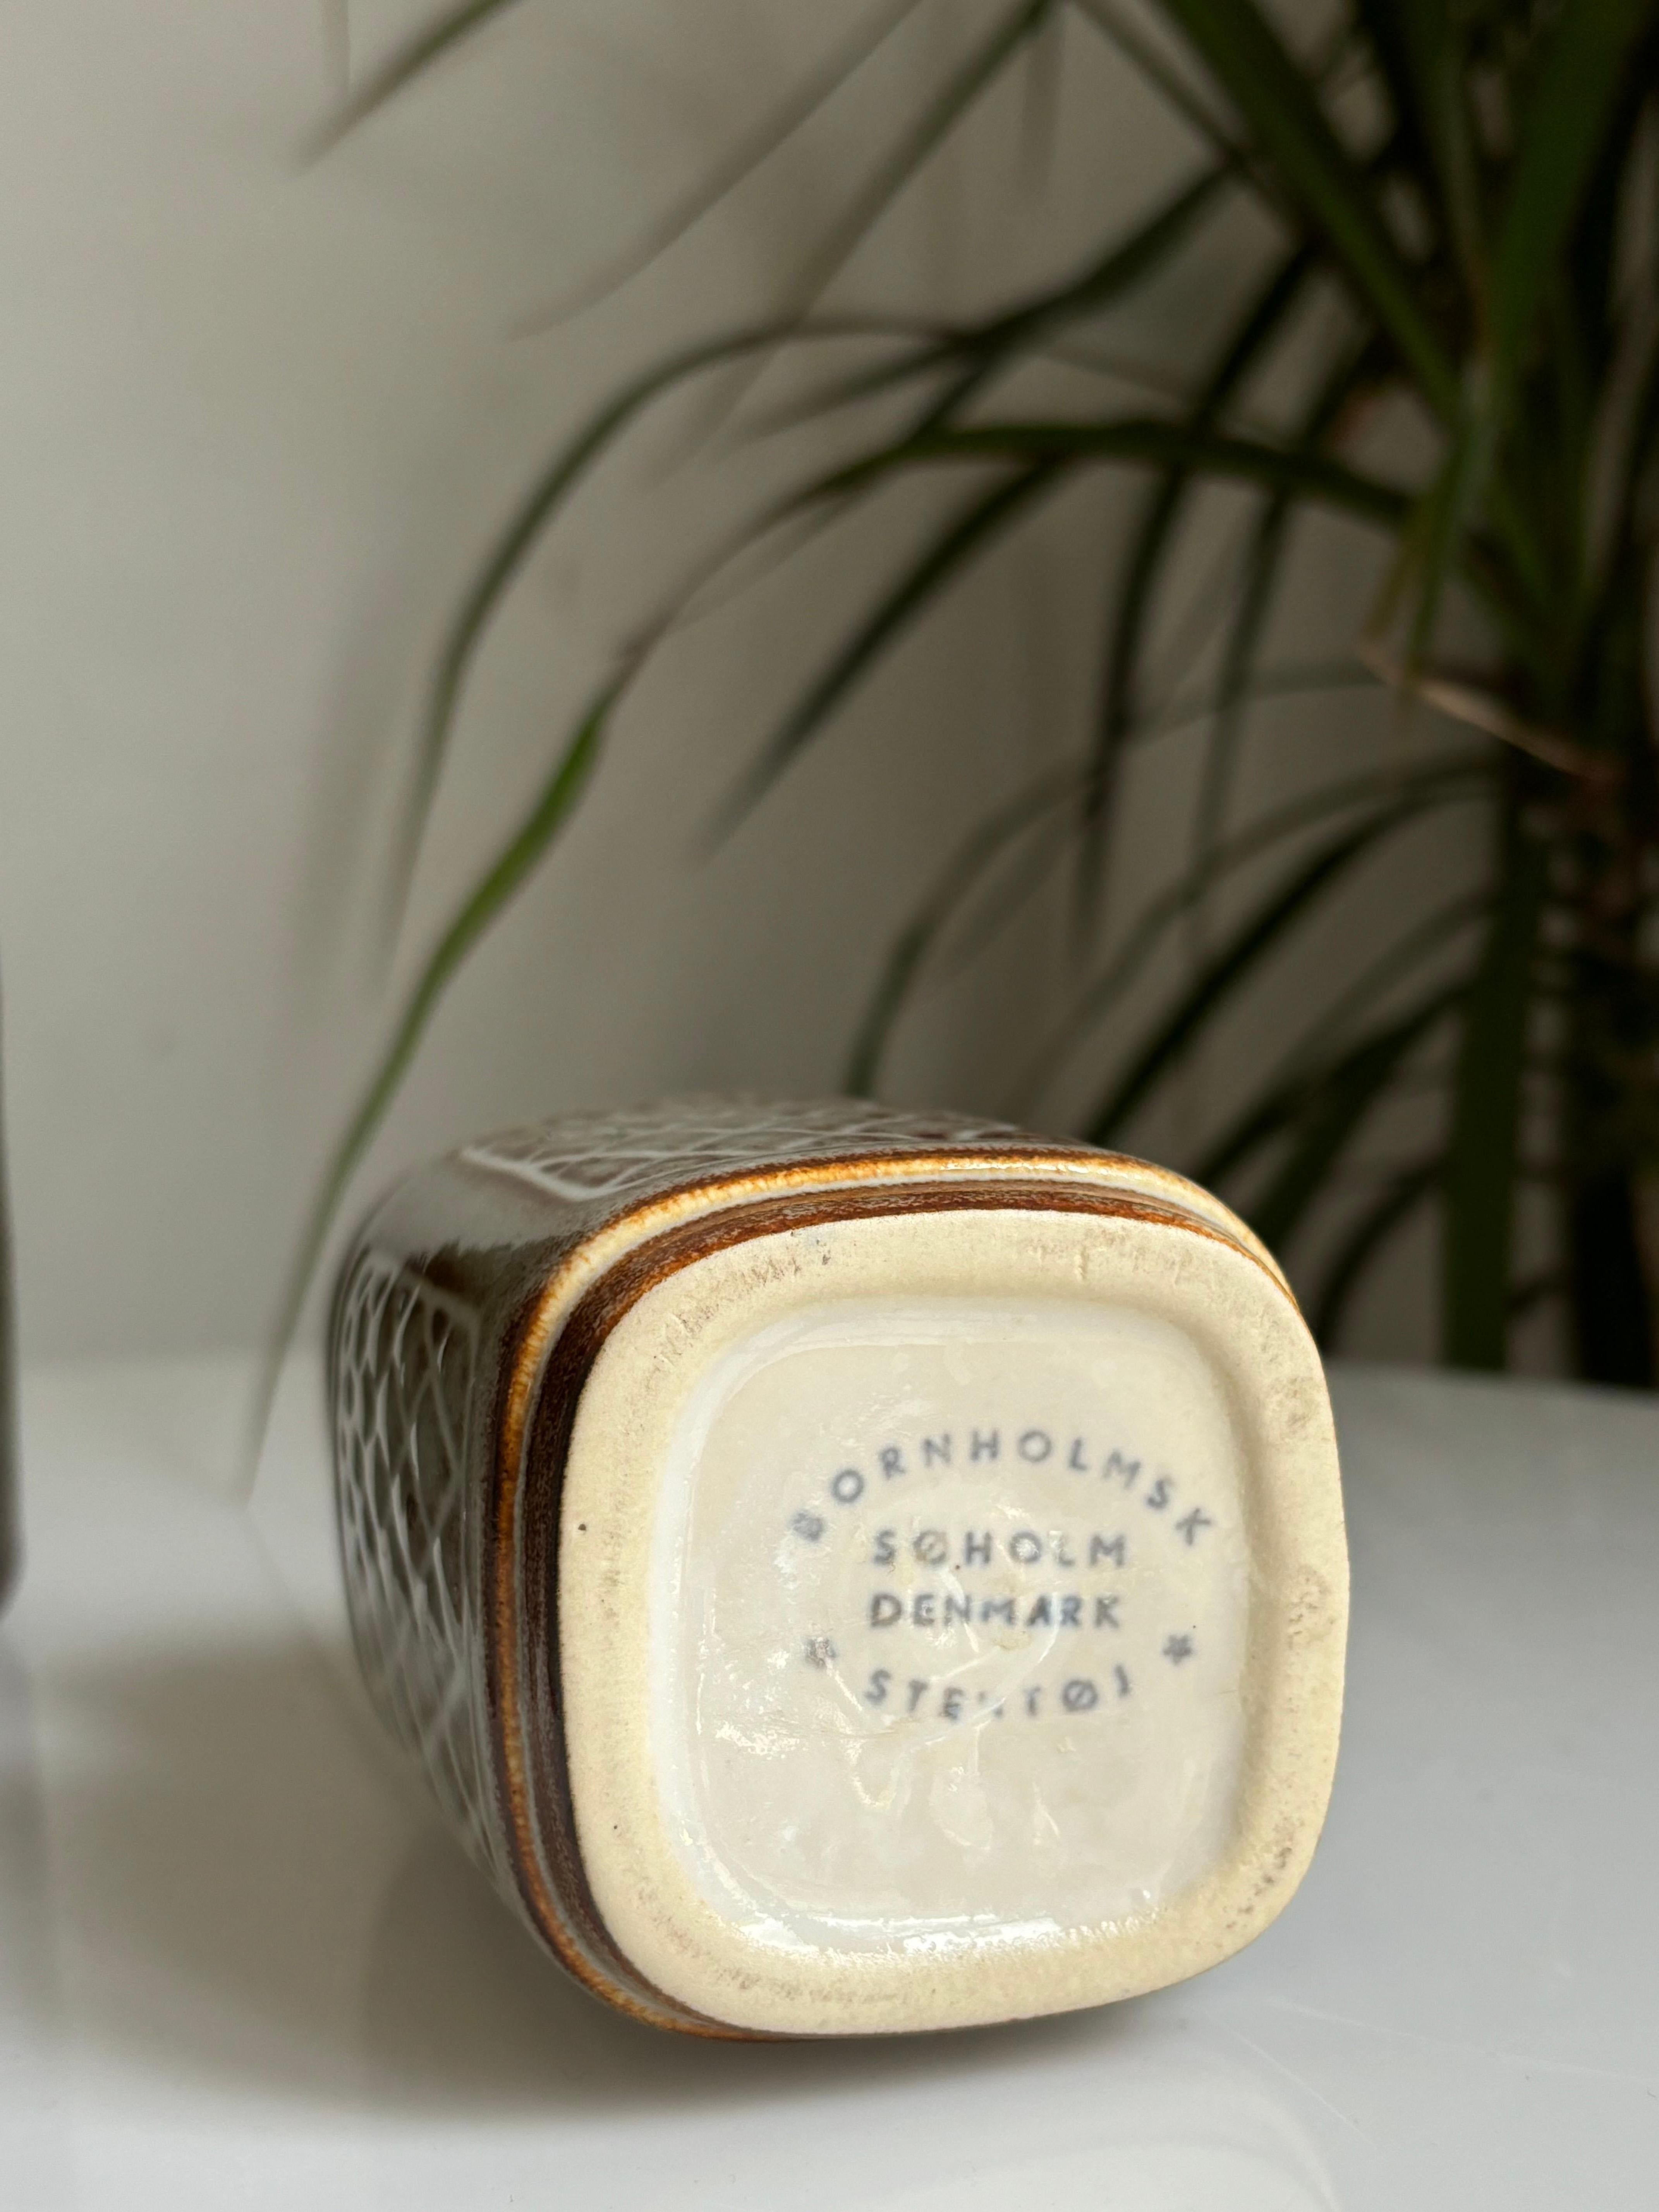 BORNHOLMSK
SØHOLM
DENMARK
* *
STENTØJ